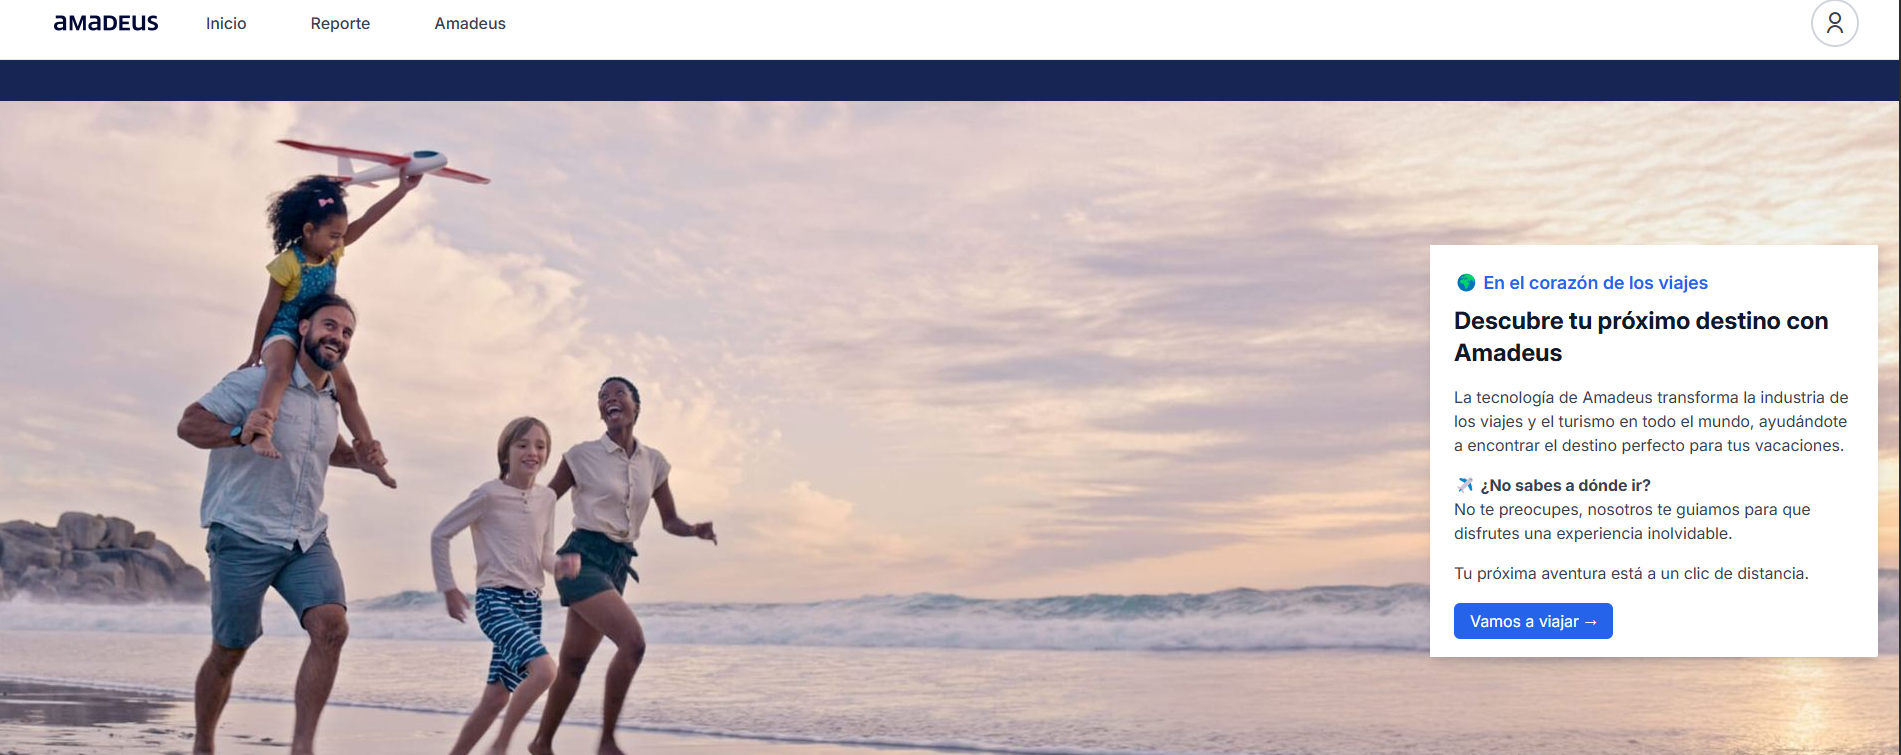 amaDEUS
Inicio
Reporte
Amadeus
En el corazón de los viajes
Descubre tu próximo destino con
Amadeus
La tecnología de Amadeus transforma la industria de
los viajes y el turismo en todo el mundo, ayudándote
a encontrar el destino perfecto para tus vacaciones.
¿No sabes a dónde ir?
No te preocupes, nosotros te guiamos para que
disfrutes una experiencia inolvidable.
Tu próxima aventura está a un clic de distancia.
Vamos a viajar →